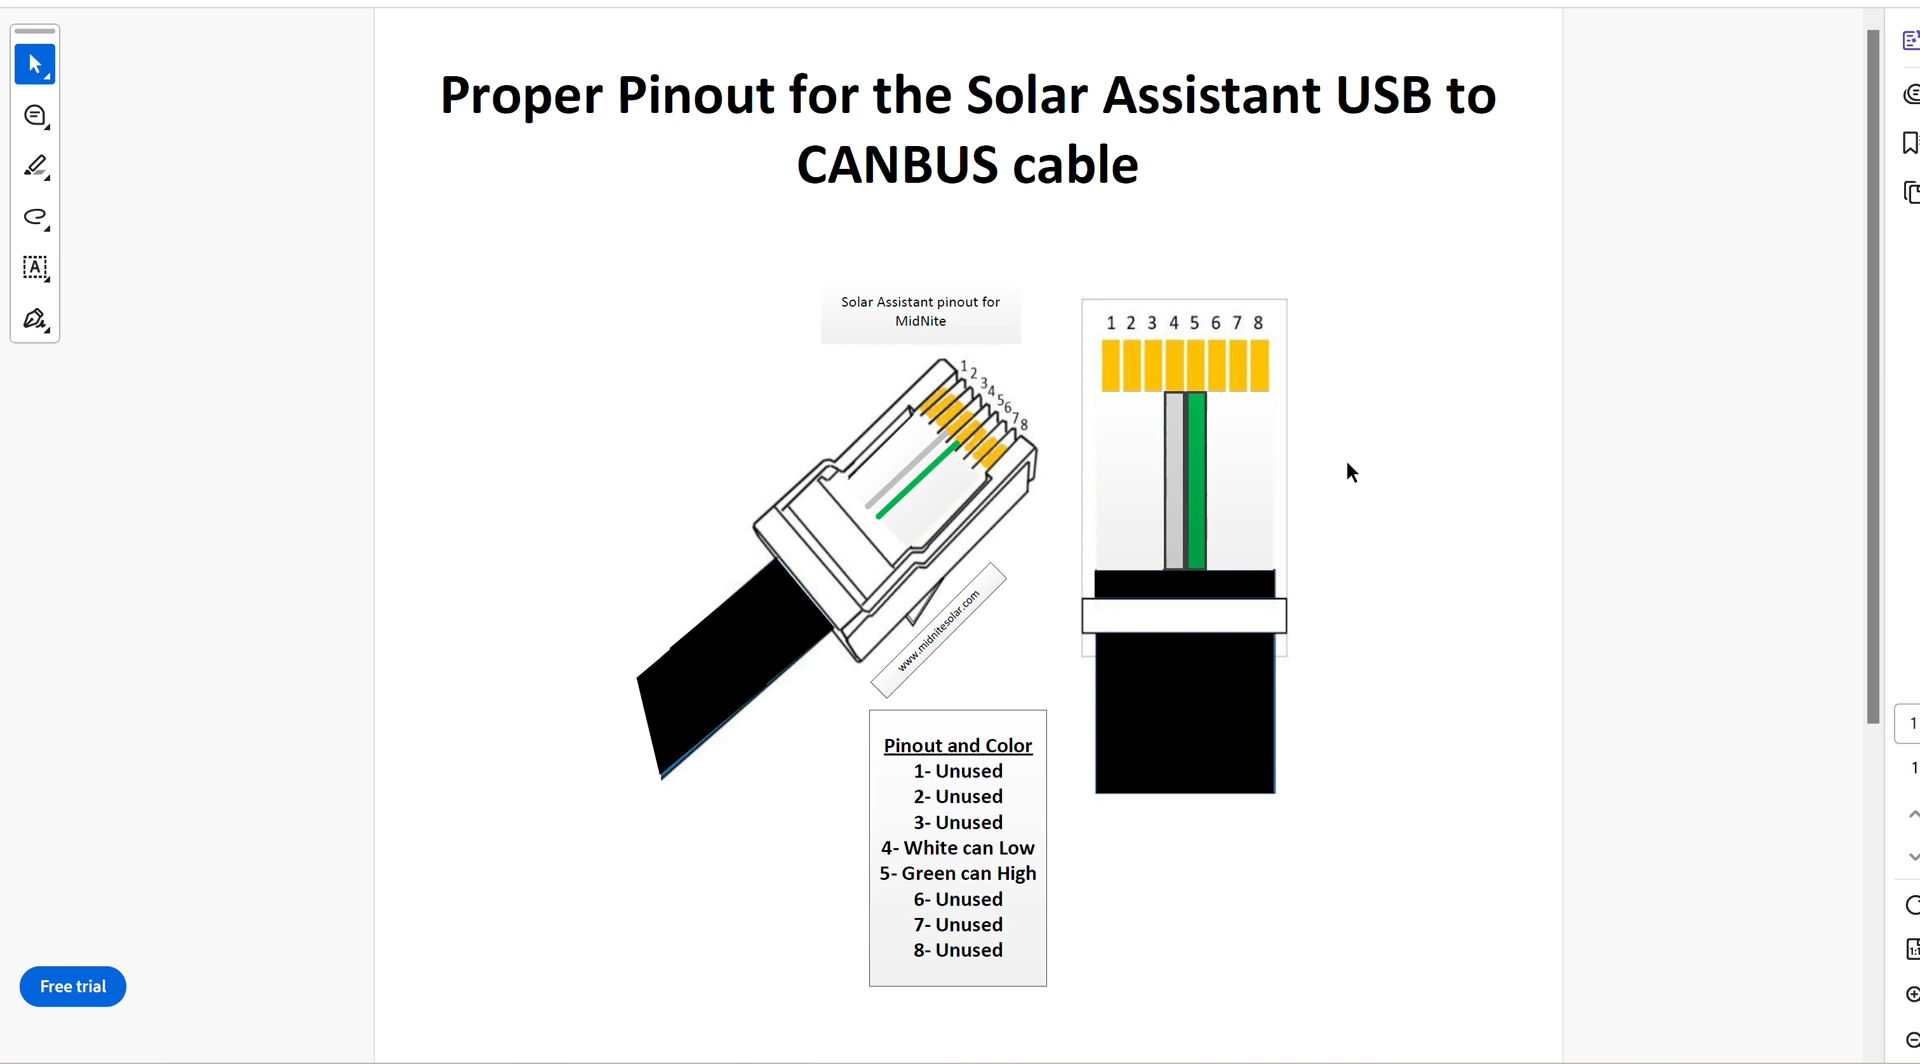 Proper Pinout for the Solar Assistant USB to
CANBUS cable
Solar Assistant pinout for
MidNite
1 2 3 4 5 6 7 8
1 2 3 4 5 6 7 8
www.midnitesolar.com
Pinout and Color
1- Unused
2- Unused
3- Unused
4- White can Low
5- Green can High
6- Unused
7- Unused
8- Unused
Free trial
1
1